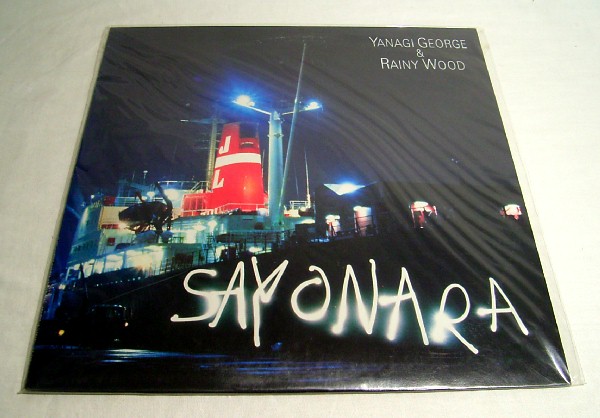 YANAGI GEORGE
&
RAINY WOOD
J
L
SAYONARA